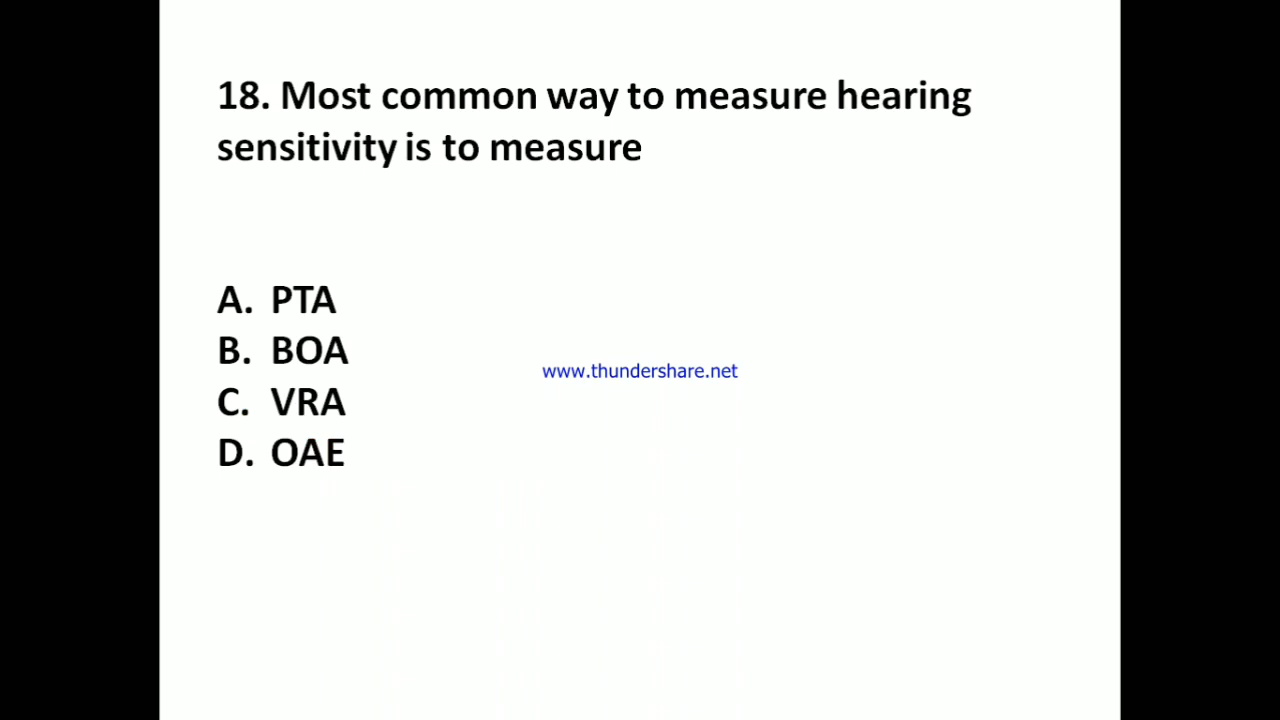 18. Most common way to measure hearing
sensitivity is to measure
A. PTA
B. BOA
www.thundershare.net
C. VRA
D. OAE